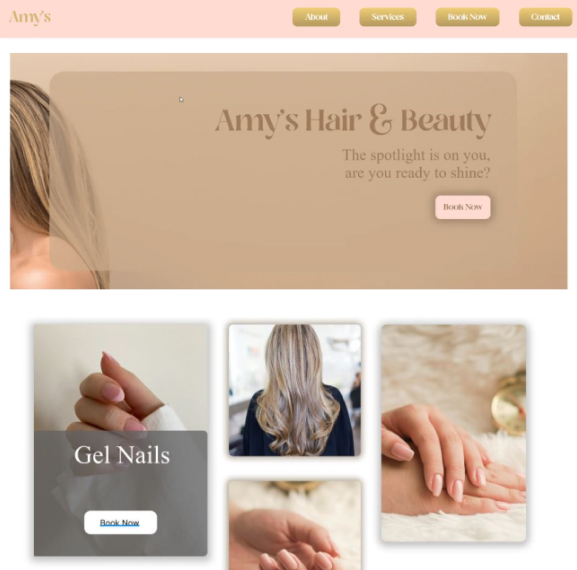 Amy's
About
Services
Book Now
Contact
Amy's Hair & Beauty
The spotlight is on you,
are you ready to shine?
Book Now
Gel Nails
Book Now